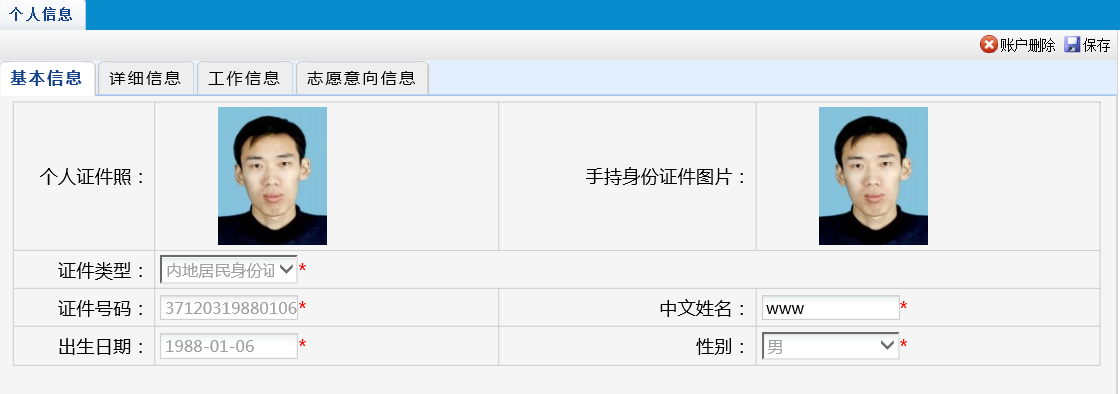 个人信息
账户删除 保存
基本信息 详细信息 工作信息 志愿意向信息
个人证件照： 手持身份证件图片：
证件类型： 内地居民身份证 *
证件号码： 37120319880106 * 中文姓名： www *
出生日期： 1988-01-06 * 性别： 男 *